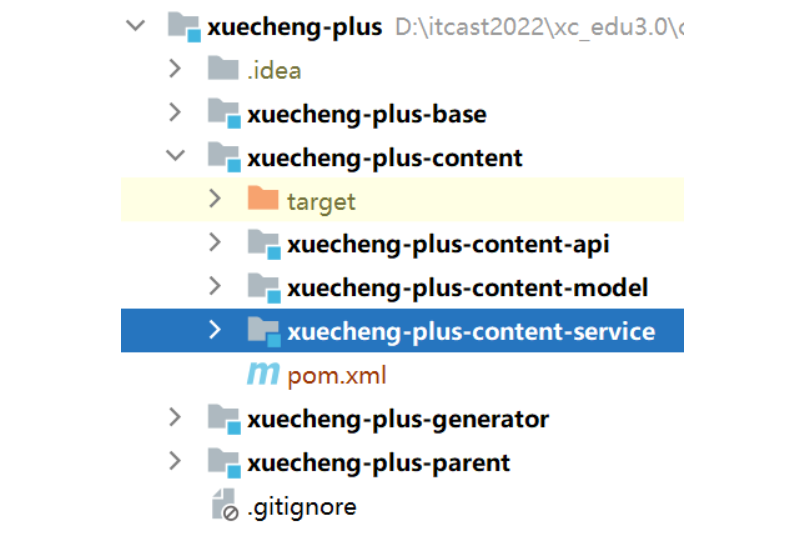 xuecheng-plus D:\itcast2022\xc_edu3.0\
.idea
xuecheng-plus-base
xuecheng-plus-content
target
xuecheng-plus-content-api
xuecheng-plus-content-model
xuecheng-plus-content-service
m pom.xml
xuecheng-plus-generator
xuecheng-plus-parent
.gitignore